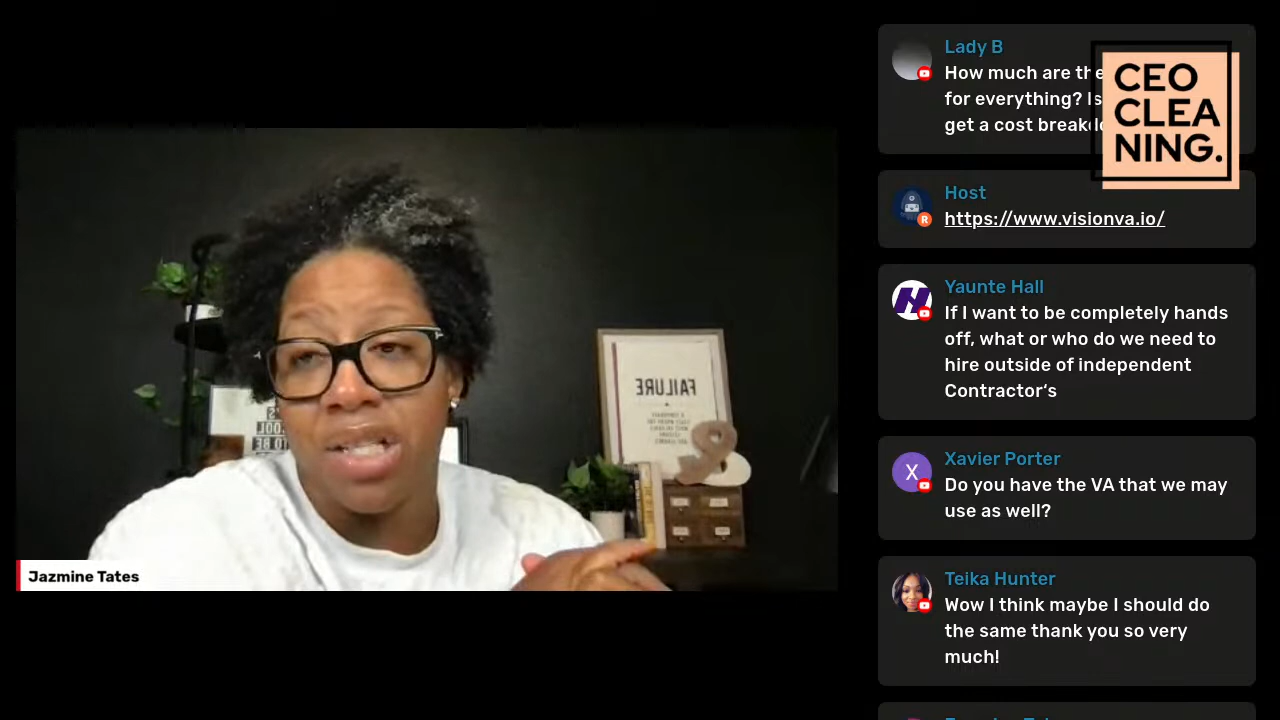 Lady B
How much are the
for everything? Is
get a cost
CEO
CLEA
NING.
Host
https://www.visionva.io/
Yaunte Hall
If I want to be completely hands
off, what or who do we need to
hire outside of independent
Contractor's
Xavier Porter
X
Do you have the VA that we may
use as well?
Teika Hunter
Wow I think maybe I should do
the same thank you so very
much!
FAILURE
Jazmine Tates